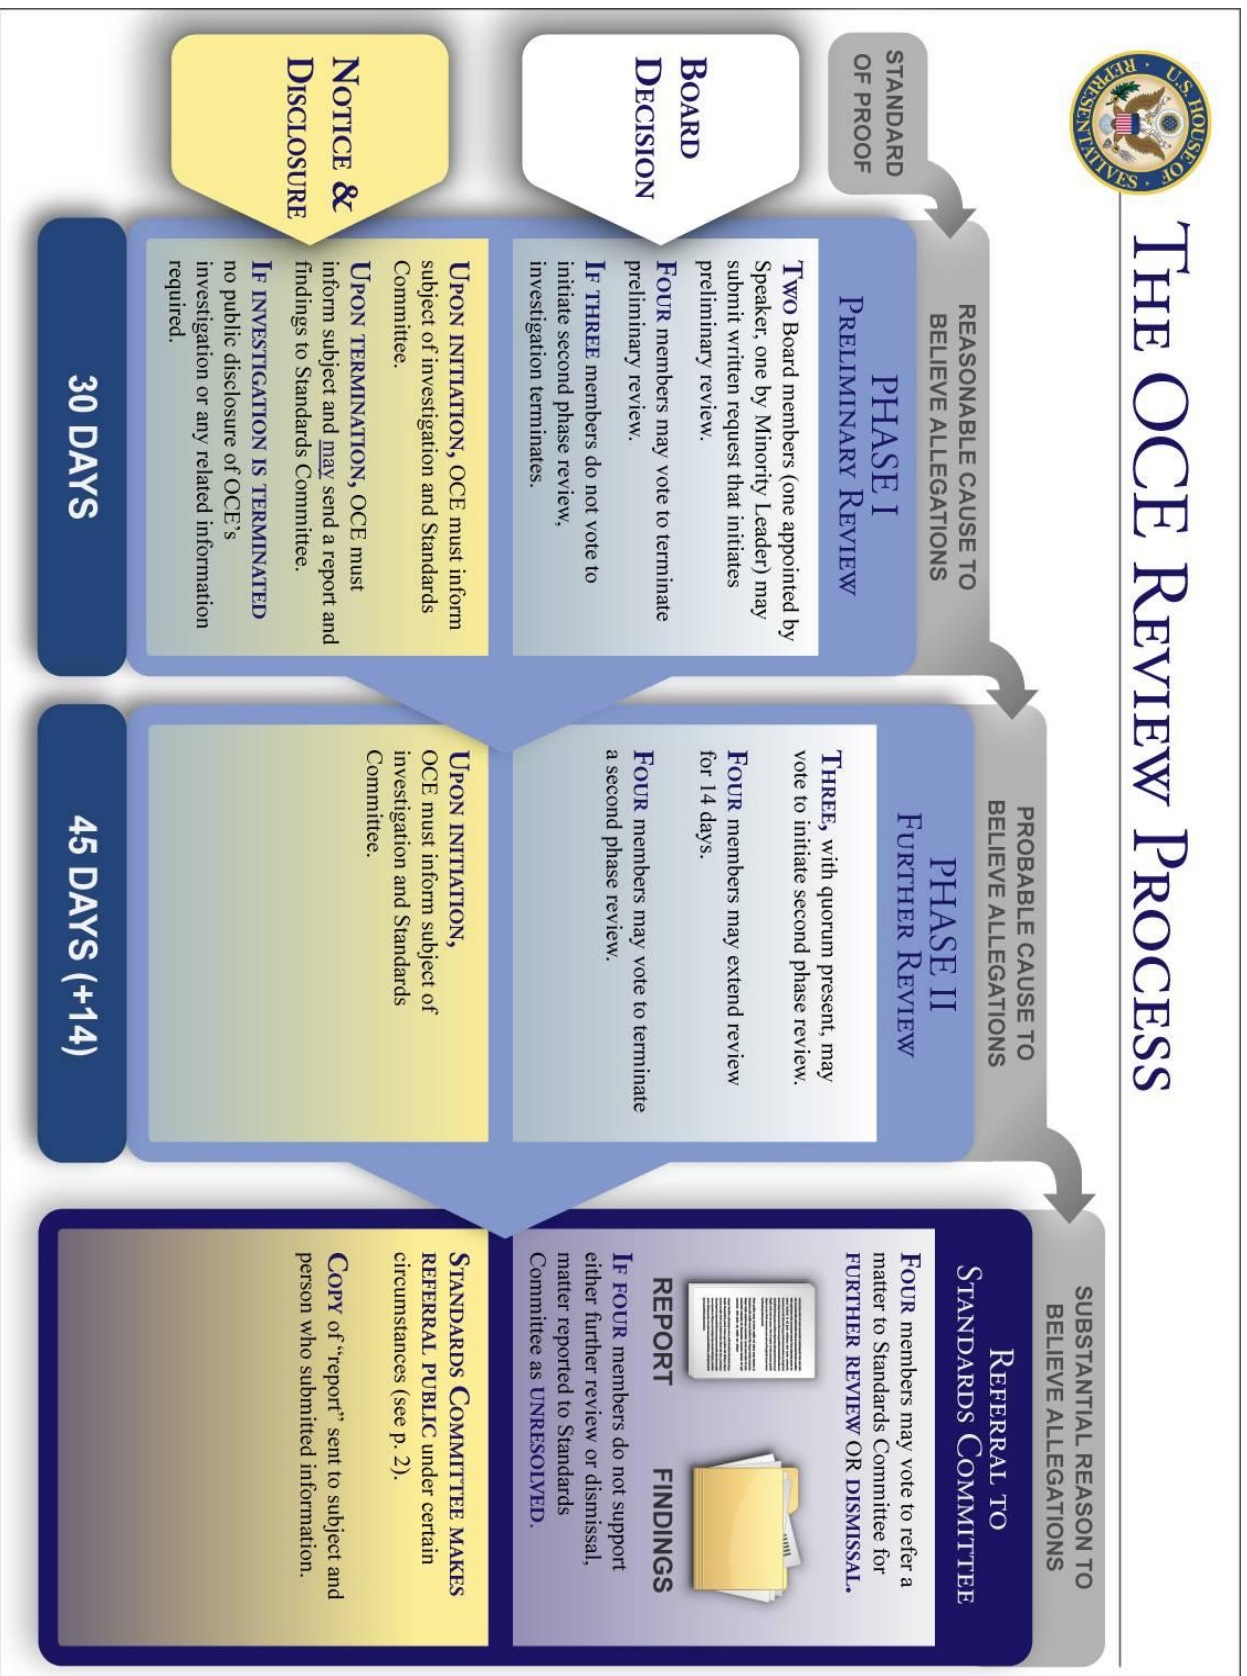 U.S. HOUSE OF REPRESENTATIVES
THE OCE REVIEW PROCESS
STANDARD
OF PROOF
REASONABLE CAUSE TO
BELIEVE ALLEGATIONS
PROBABLE CAUSE TO
BELIEVE ALLEGATIONS
SUBSTANTIAL REASON TO
BELIEVE ALLEGATIONS
PHASE I
PRELIMINARY REVIEW
PHASE II
FURTHER REVIEW
REFERRAL TO
STANDARDS COMMITTEE
BOARD
DECISION
TWO Board members (one appointed by
Speaker, one by Minority Leader) may
submit written request that initiates
preliminary review.
FOUR members may vote to terminate
preliminary review.
IF THREE members do not vote to
initiate second phase review,
investigation terminates.
THREE, with quorum present, may
vote to initiate second phase review.
FOUR members may extend review
for 14 days.
FOUR members may vote to terminate
a second phase review.
FOUR members may vote to refer a
matter to Standards Committee for
FURTHER REVIEW OR DISMISSAL.
REPORT
FINDINGS
IF FOUR members do not support
either further review or dismissal,
matter reported to Standards
Committee as UNRESOLVED.
NOTICE &
DISCLOSURE
UPON INITIATION, OCE must inform
subject of investigation and Standards
Committee.
UPON TERMINATION, OCE must
inform subject and may send a report and
findings to Standards Committee.
IF INVESTIGATION IS TERMINATED
no public disclosure of OCE's
investigation or any related information
required.
UPON INITIATION,
OCE must inform subject of
investigation and Standards
Committee.
STANDARDS COMMITTEE MAKES
REFERRAL PUBLIC under certain
circumstances (see p. 2).
COPY of "report" sent to subject and
person who submitted information.
30 DAYS
45 DAYS (+14)